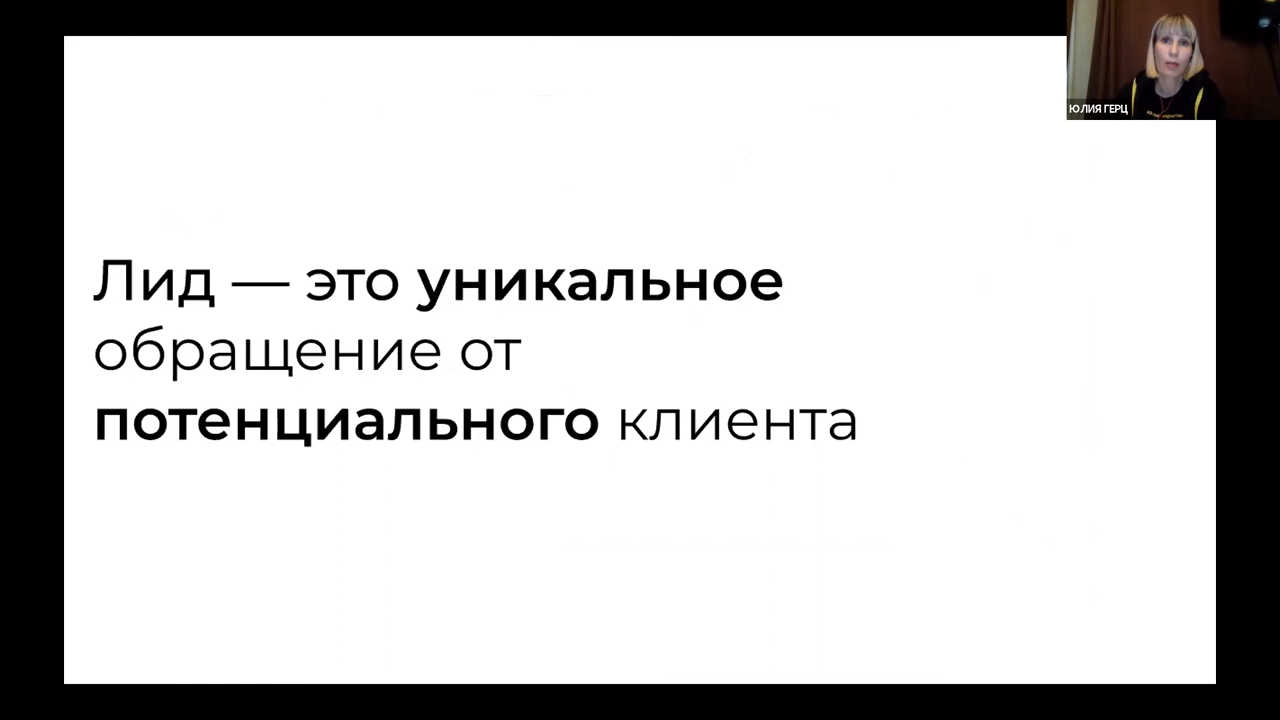 ЮЛИЯ ГЕРЦ
Лид — это уникальное
обращение от
потенциального клиента